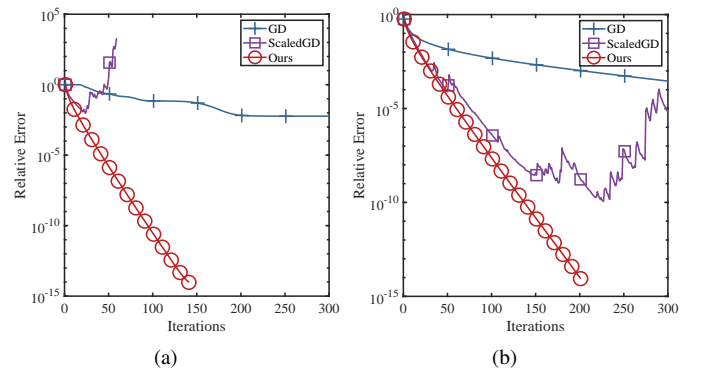 10^5
10^0
10^-5
10^-10
10^-15
Relative Error
0
50
100
150
200
250
300
Iterations
GD
ScaledGD
Ours
(a)
10^0
10^-5
10^-10
10^-15
Relative Error
0
50
100
150
200
250
300
Iterations
GD
ScaledGD
Ours
(b)